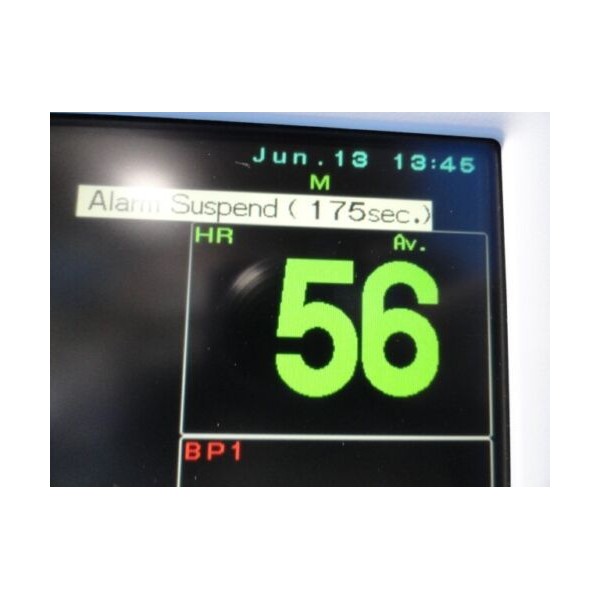 Jun.13 13:45
M
Alarm Suspend (175sec.)
HR Av.
56
BP1